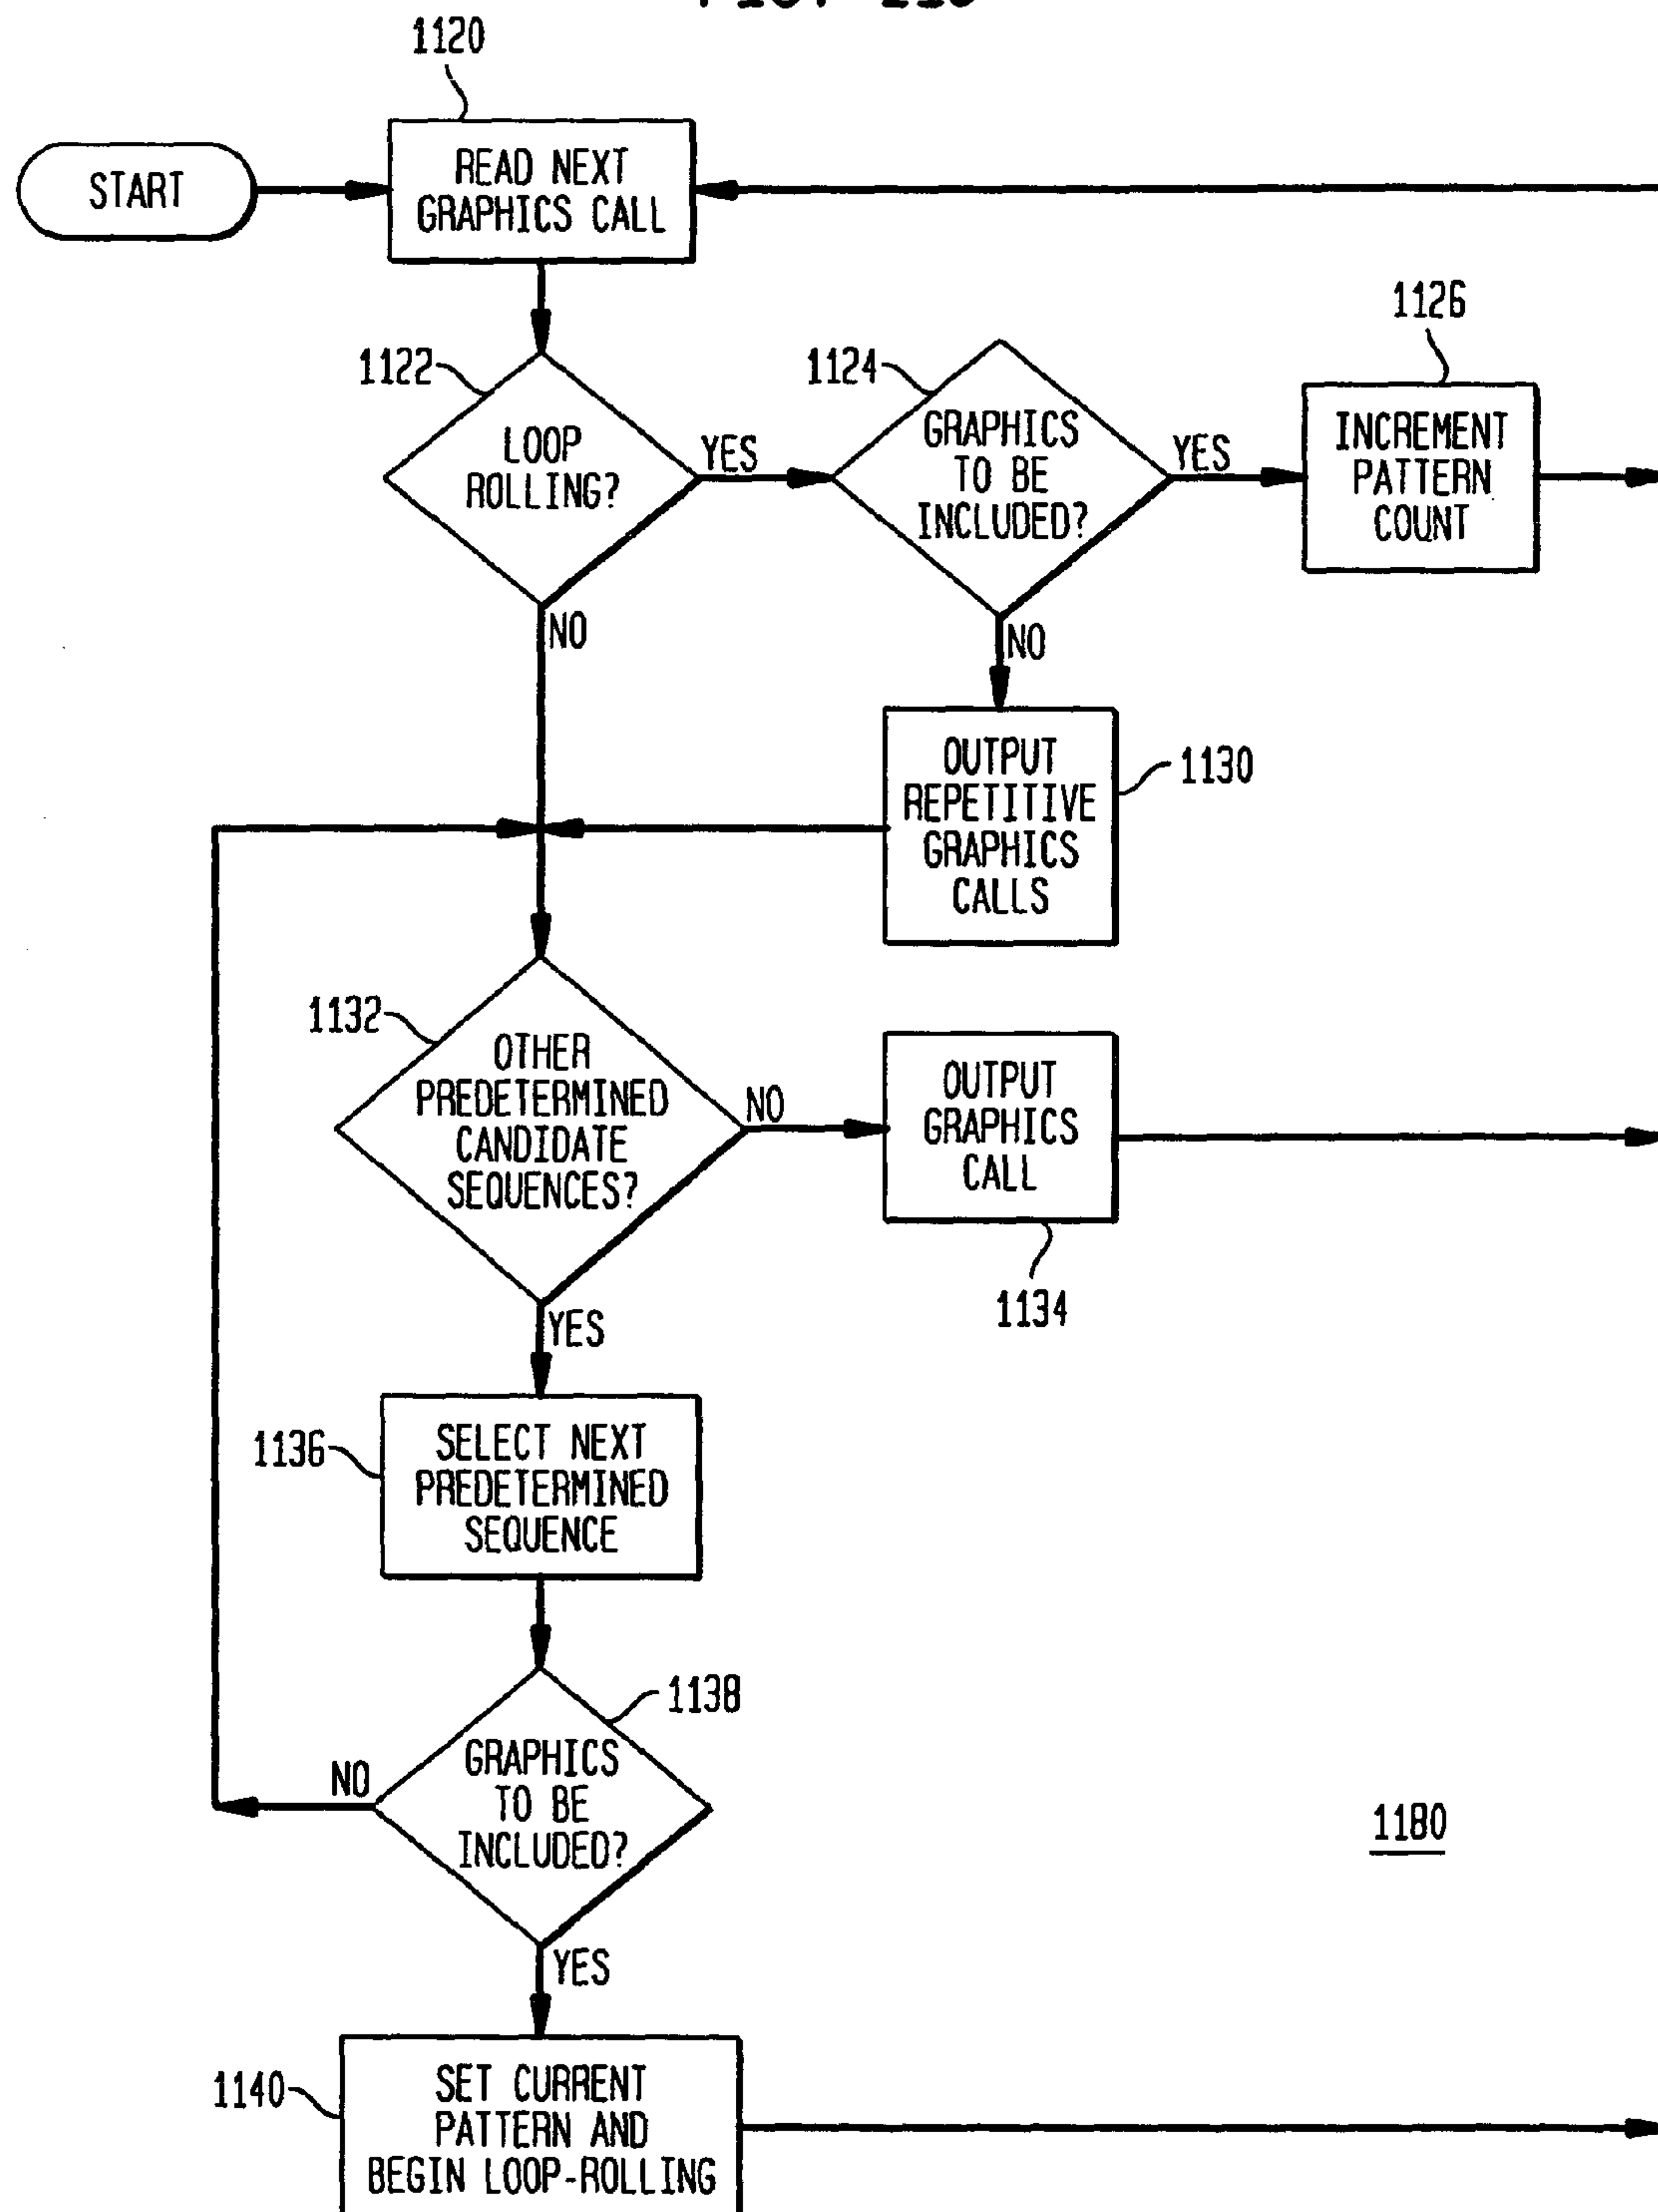 1120
START
READ NEXT
GRAPHICS CALL
1122
LOOP
ROLLING?
YES
NO
1124
GRAPHICS
TO BE
INCLUDED?
YES
NO
1126
INCREMENT
PATTERN
COUNT
OUTPUT
REPETITIVE
GRAPHICS
CALLS
1130
1132
OTHER
PREDETERMINED
CANDIDATE
SEQUENCES?
NO
YES
OUTPUT
GRAPHICS
CALL
1134
1136
SELECT NEXT
PREDETERMINED
SEQUENCE
1138
GRAPHICS
TO BE
INCLUDED?
NO
YES
1180
1140
SET CURRENT
PATTERN AND
BEGIN LOOP-ROLLING